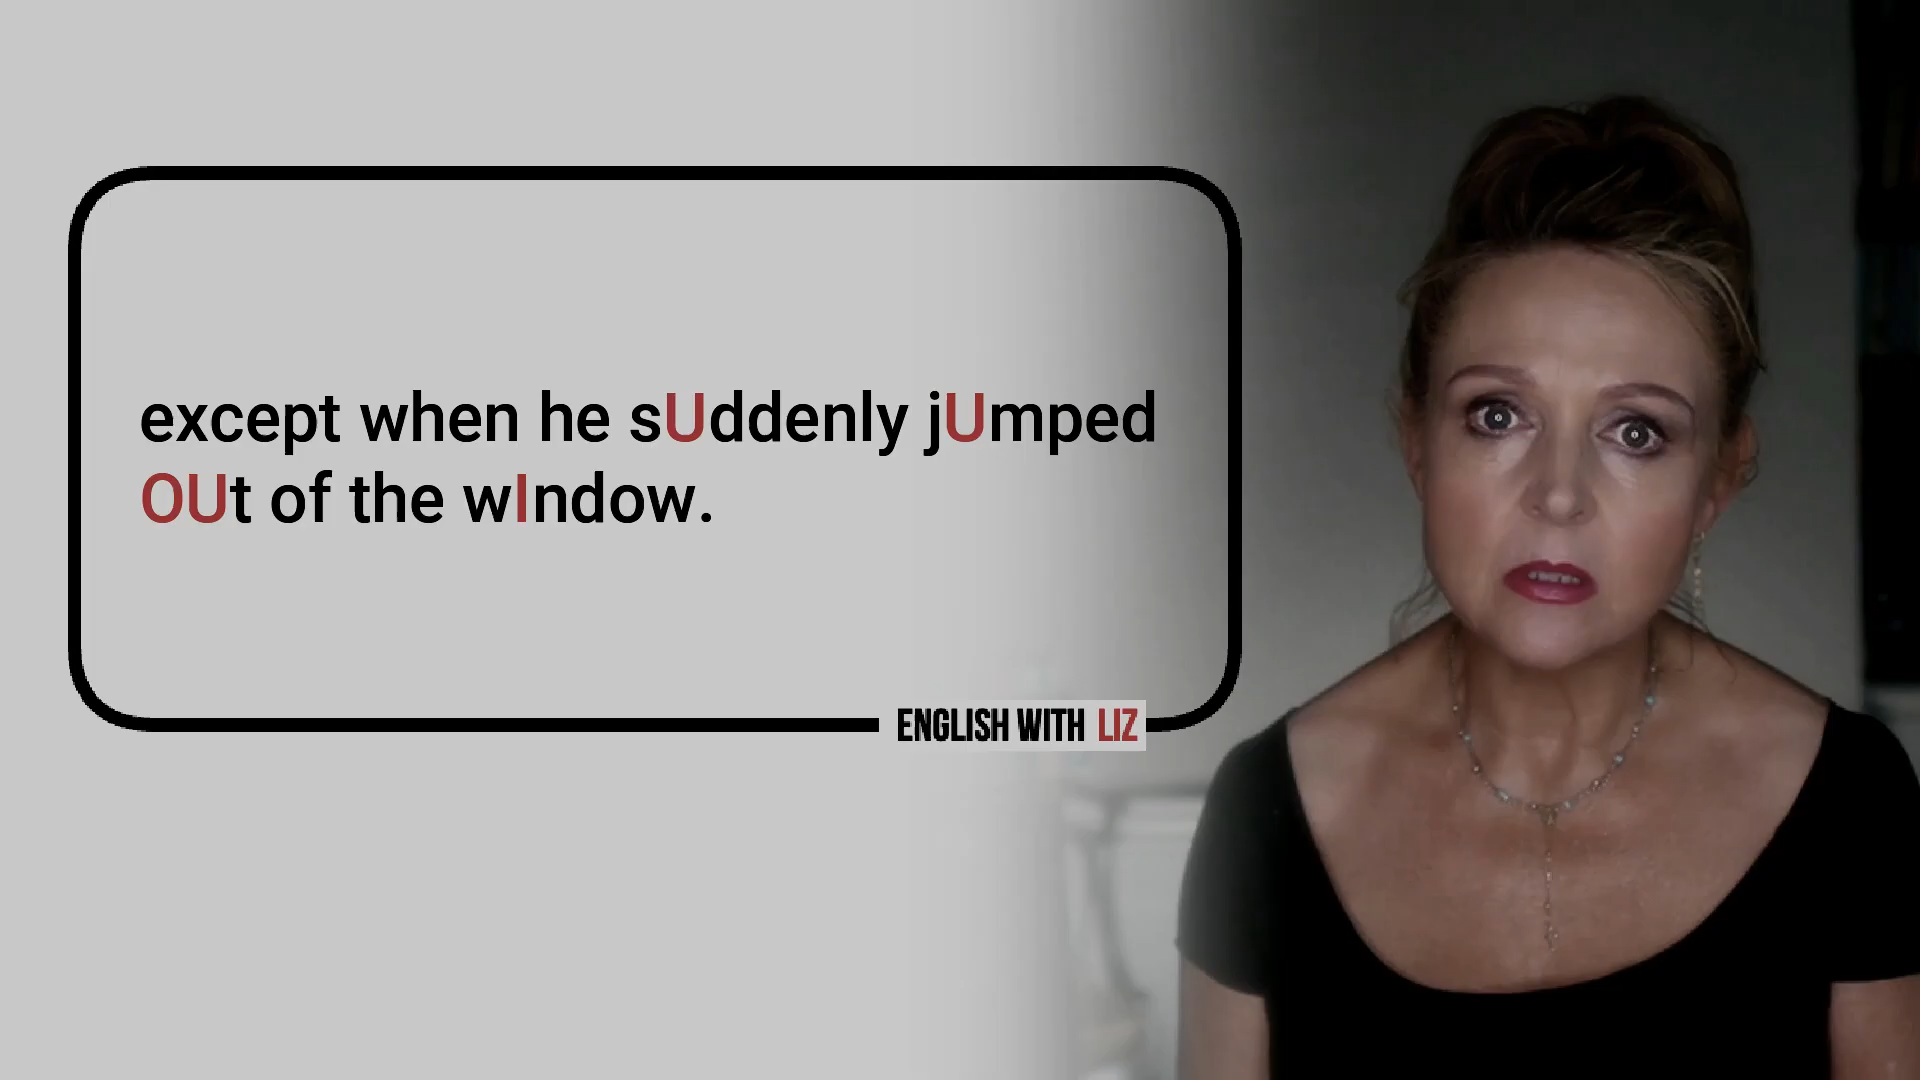 except when he sUddenly jUmped
OUt of the wIndow.
ENGLISH WITH LIZ